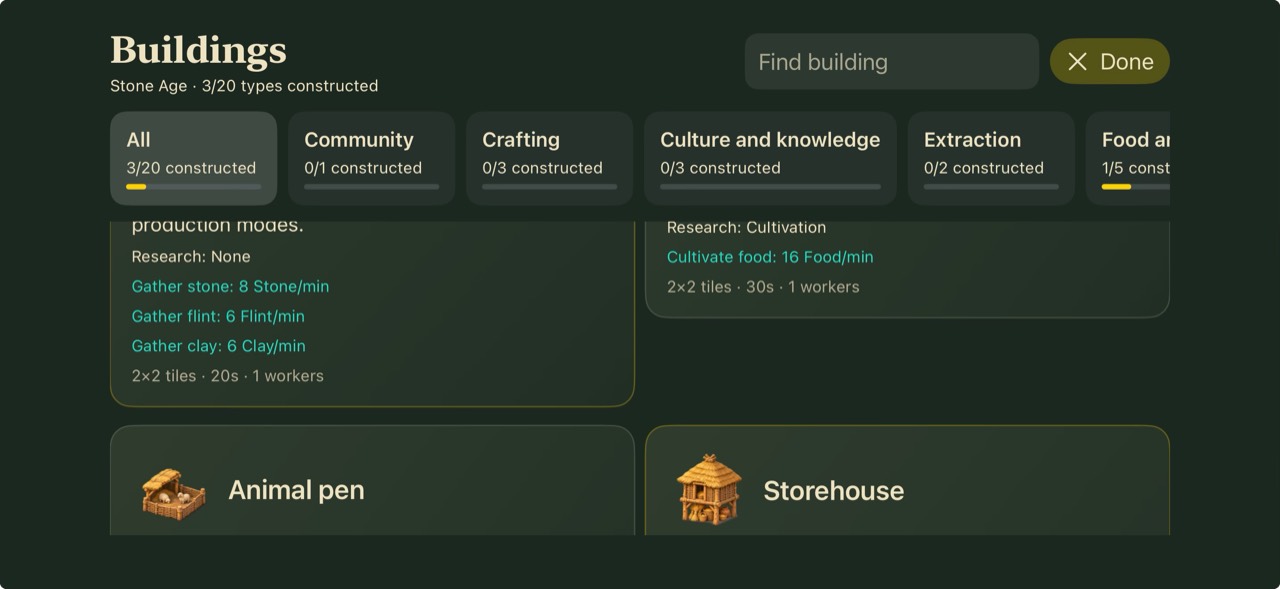 Buildings
Stone Age · 3/20 types constructed
Find building
Done
All
3/20 constructed
Community
0/1 constructed
Crafting
0/3 constructed
Culture and knowledge
0/3 constructed
Extraction
0/2 constructed
Food
1/5
production modes.
Research: None
Gather stone: 8 Stone/min
Gather flint: 6 Flint/min
Gather clay: 6 Clay/min
2×2 tiles · 20s · 1 workers
Research: Cultivation
Cultivate food: 16 Food/min
2×2 tiles · 30s · 1 workers
Animal pen
Storehouse